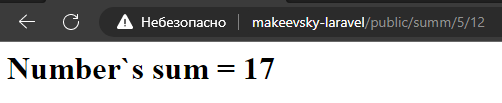 Небезопасно | makeevsky-laravel/public/summ/5/12
Number`s sum = 17